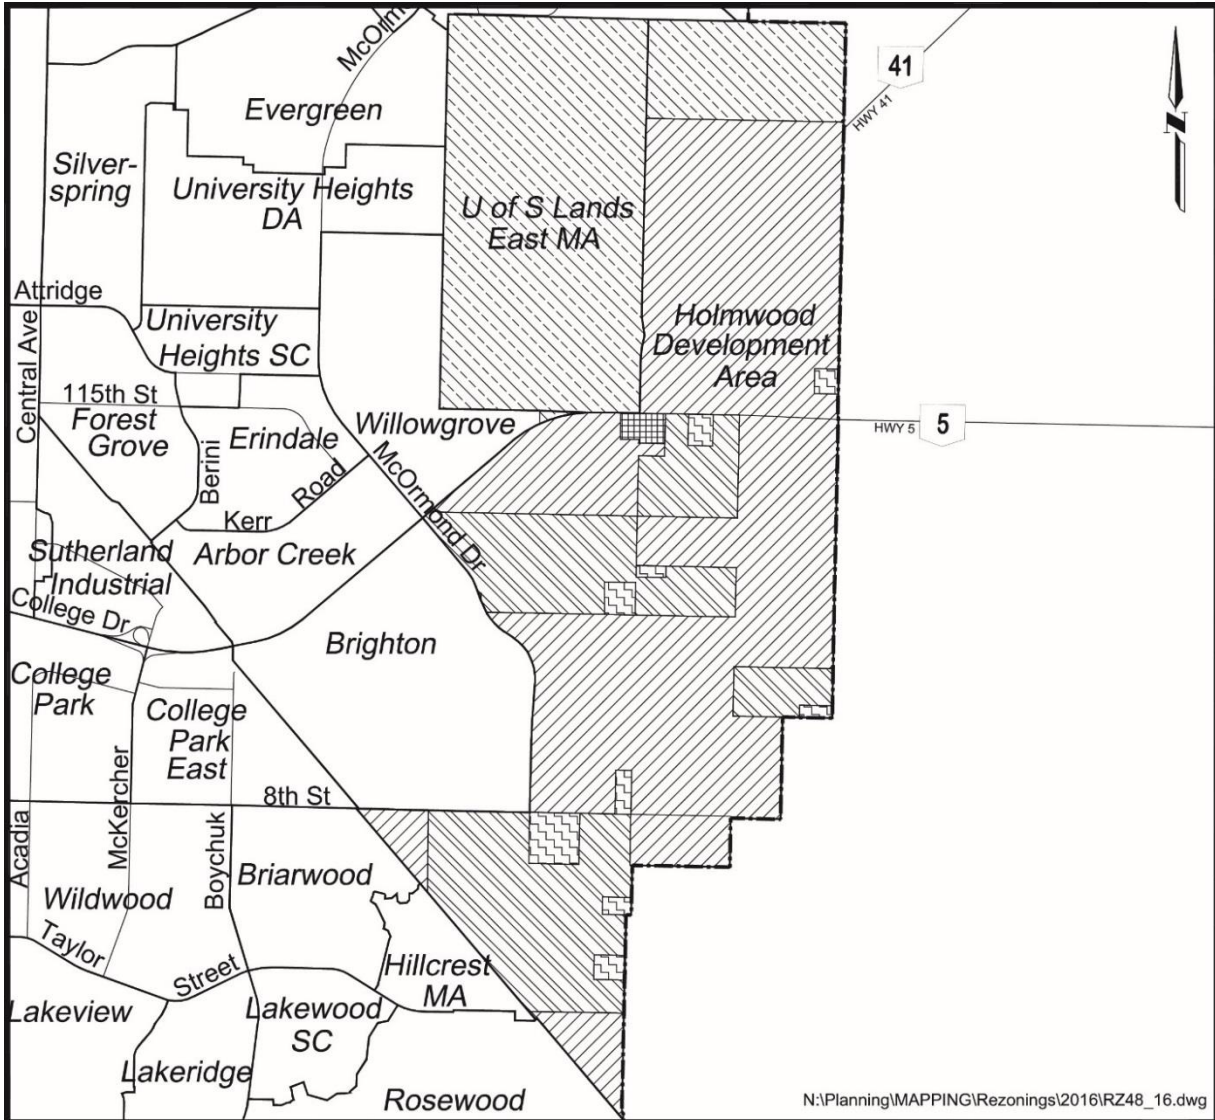 McOrm
41
HWY 41
N
Evergreen
Silver-
spring
University Heights
DA
U of S Lands
East MA
Attridge
Central Ave
University
Heights SC
Holmwood
Development
Area
115th St
Forest
Grove
Berini
Erindale
Willowgrove
HWY 5
5
Road
Kerr
McOrmond Dr
Arbor Creek
Sutherland
Industrial
College Dr
Brighton
College
Park
College
Park
East
McKercher
8th St
Acadia
Boychuk
Briarwood
Wildwood
Taylor
Street
Hillcrest
MA
Lakeview
Lakewood
SC
Lakeridge
Rosewood
N:\Planning\MAPPING\Rezonings\2016\RZ48_16.dwg